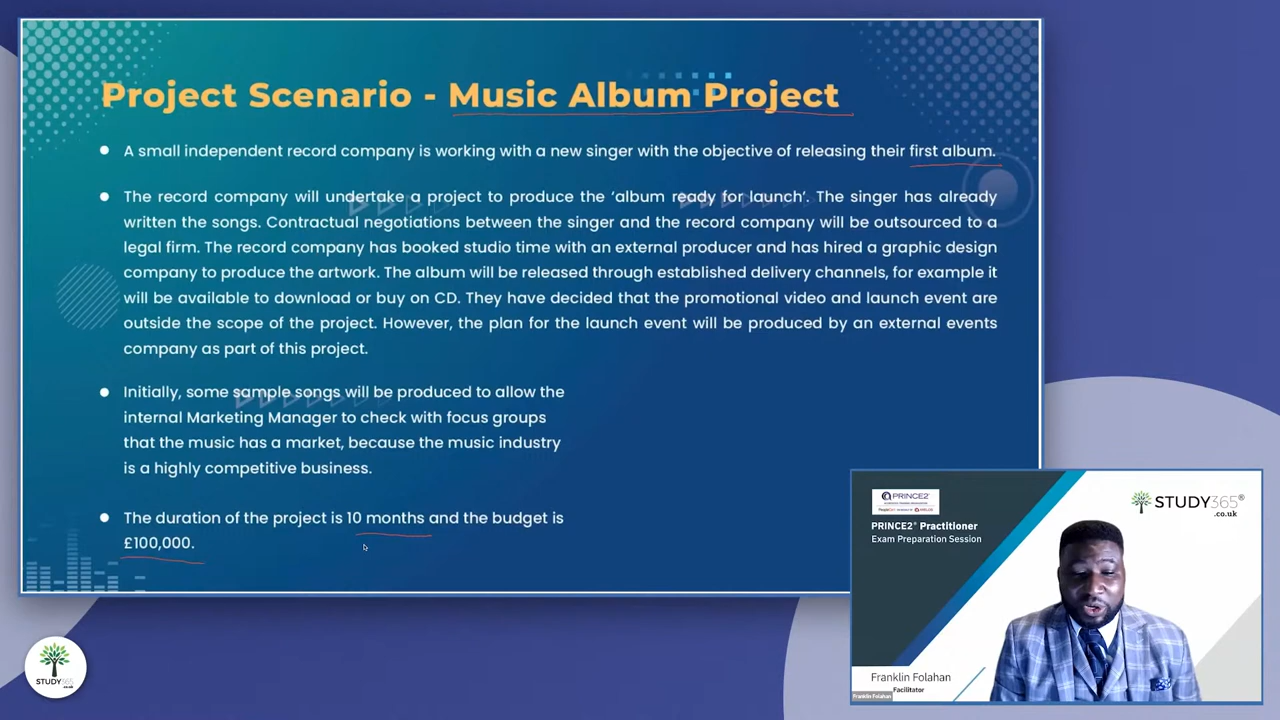 Project Scenario - Music Album Project
A small independent record company is working with a new singer with the objective of releasing their first album.
The record company will undertake a project to produce the ‘album ready for launch’. The singer has already
written the songs. Contractual negotiations between the singer and the record company will be outsourced to a
legal firm. The record company has booked studio time with an external producer and has hired a graphic design
company to produce the artwork. The album will be released through established delivery channels, for example it
will be available to download or buy on CD. They have decided that the promotional video and launch event are
outside the scope of the project. However, the plan for the launch event will be produced by an external events
company as part of this project.
Initially, some sample songs will be produced to allow the
internal Marketing Manager to check with focus groups
that the music has a market, because the music industry
is a highly competitive business.
The duration of the project is 10 months and the budget is
£100,000.
PRINCE2
PRINCE2® Practitioner
Exam Preparation Session
STUDY365®
.co.uk
Franklin Folahan
Facilitator
Franklin Folahan
STUDY365
.co.uk